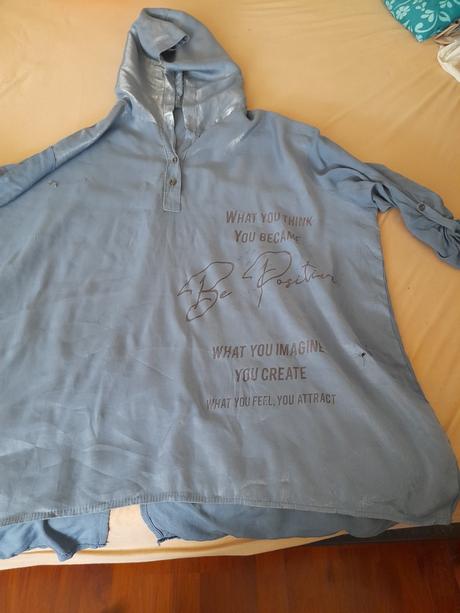 WHAT YOU THINK
YOU BECAME
Be Positive
WHAT YOU IMAGINE
YOU CREATE
WHAT YOU FEEL, YOU ATTRACT